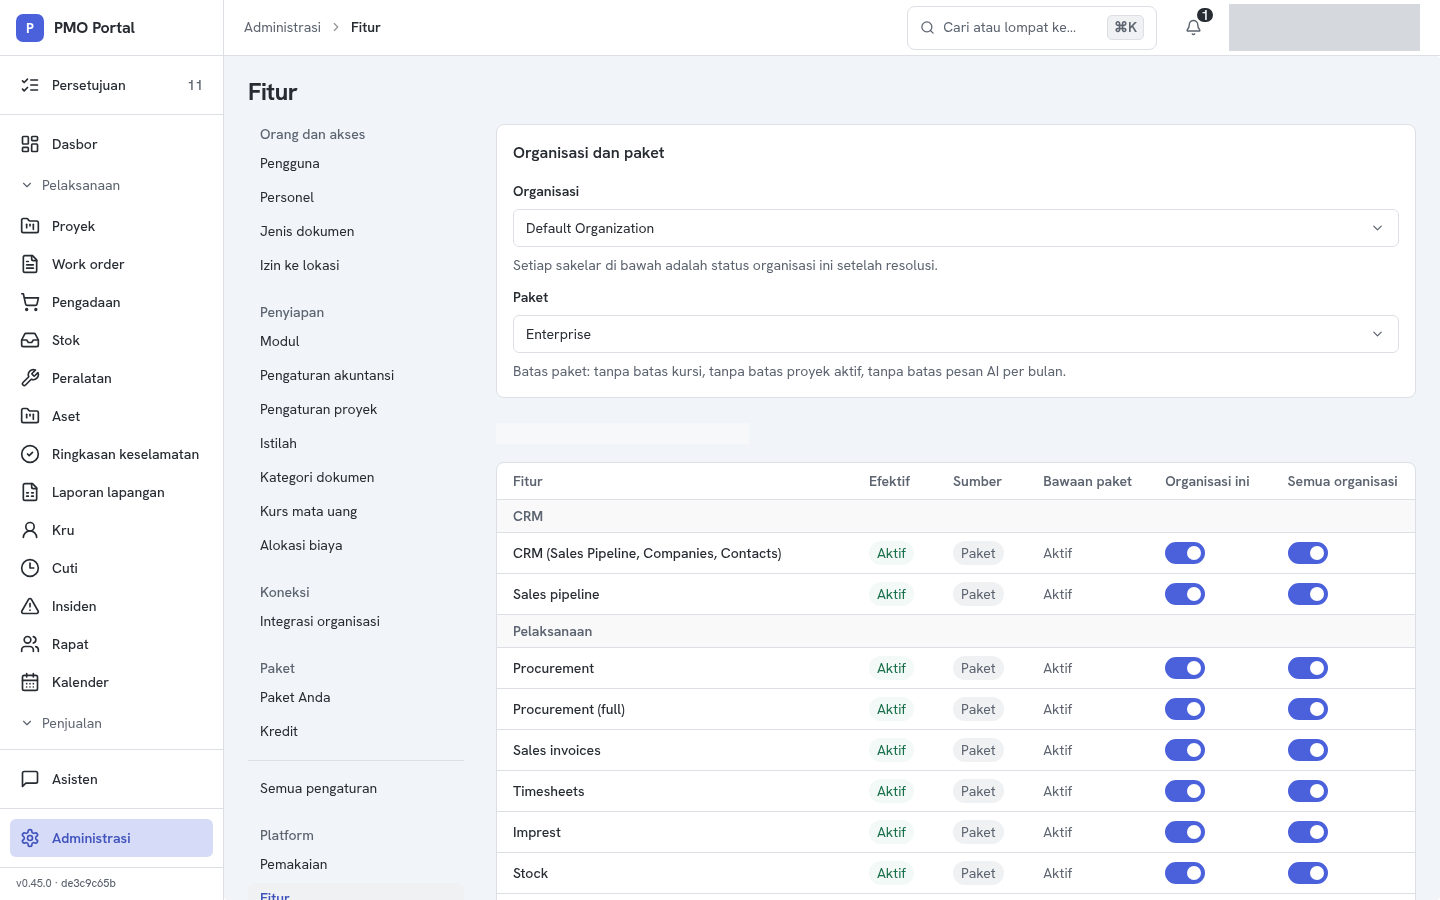 P PMO Portal
Administrasi > Fitur
Cari atau lompat ke... ⌘K
1
Persetujuan 11
Dasbor
Pelaksanaan
Proyek
Work order
Pengadaan
Stok
Peralatan
Aset
Ringkasan keselamatan
Laporan lapangan
Kru
Cuti
Insiden
Rapat
Kalender
Penjualan
Asisten
Administrasi
v0.45.0 · de3c9c65b
Fitur
Orang dan akses
Pengguna
Personel
Jenis dokumen
Izin ke lokasi
Penyiapan
Modul
Pengaturan akuntansi
Pengaturan proyek
Istilah
Kategori dokumen
Kurs mata uang
Alokasi biaya
Koneksi
Integrasi organisasi
Paket
Paket Anda
Kredit
Semua pengaturan
Platform
Pemakaian
Fitur
Organisasi dan paket
Organisasi
Default Organization
Setiap sakelar di bawah adalah status organisasi ini setelah resolusi.
Paket
Enterprise
Batas paket: tanpa batas kursi, tanpa batas proyek aktif, tanpa batas pesan AI per bulan.
Fitur Efektif Sumber Bawaan paket Organisasi ini Semua organisasi
CRM
CRM (Sales Pipeline, Companies, Contacts) Aktif Paket Aktif
Sales pipeline Aktif Paket Aktif
Pelaksanaan
Procurement Aktif Paket Aktif
Procurement (full) Aktif Paket Aktif
Sales invoices Aktif Paket Aktif
Timesheets Aktif Paket Aktif
Imprest Aktif Paket Aktif
Stock Aktif Paket Aktif